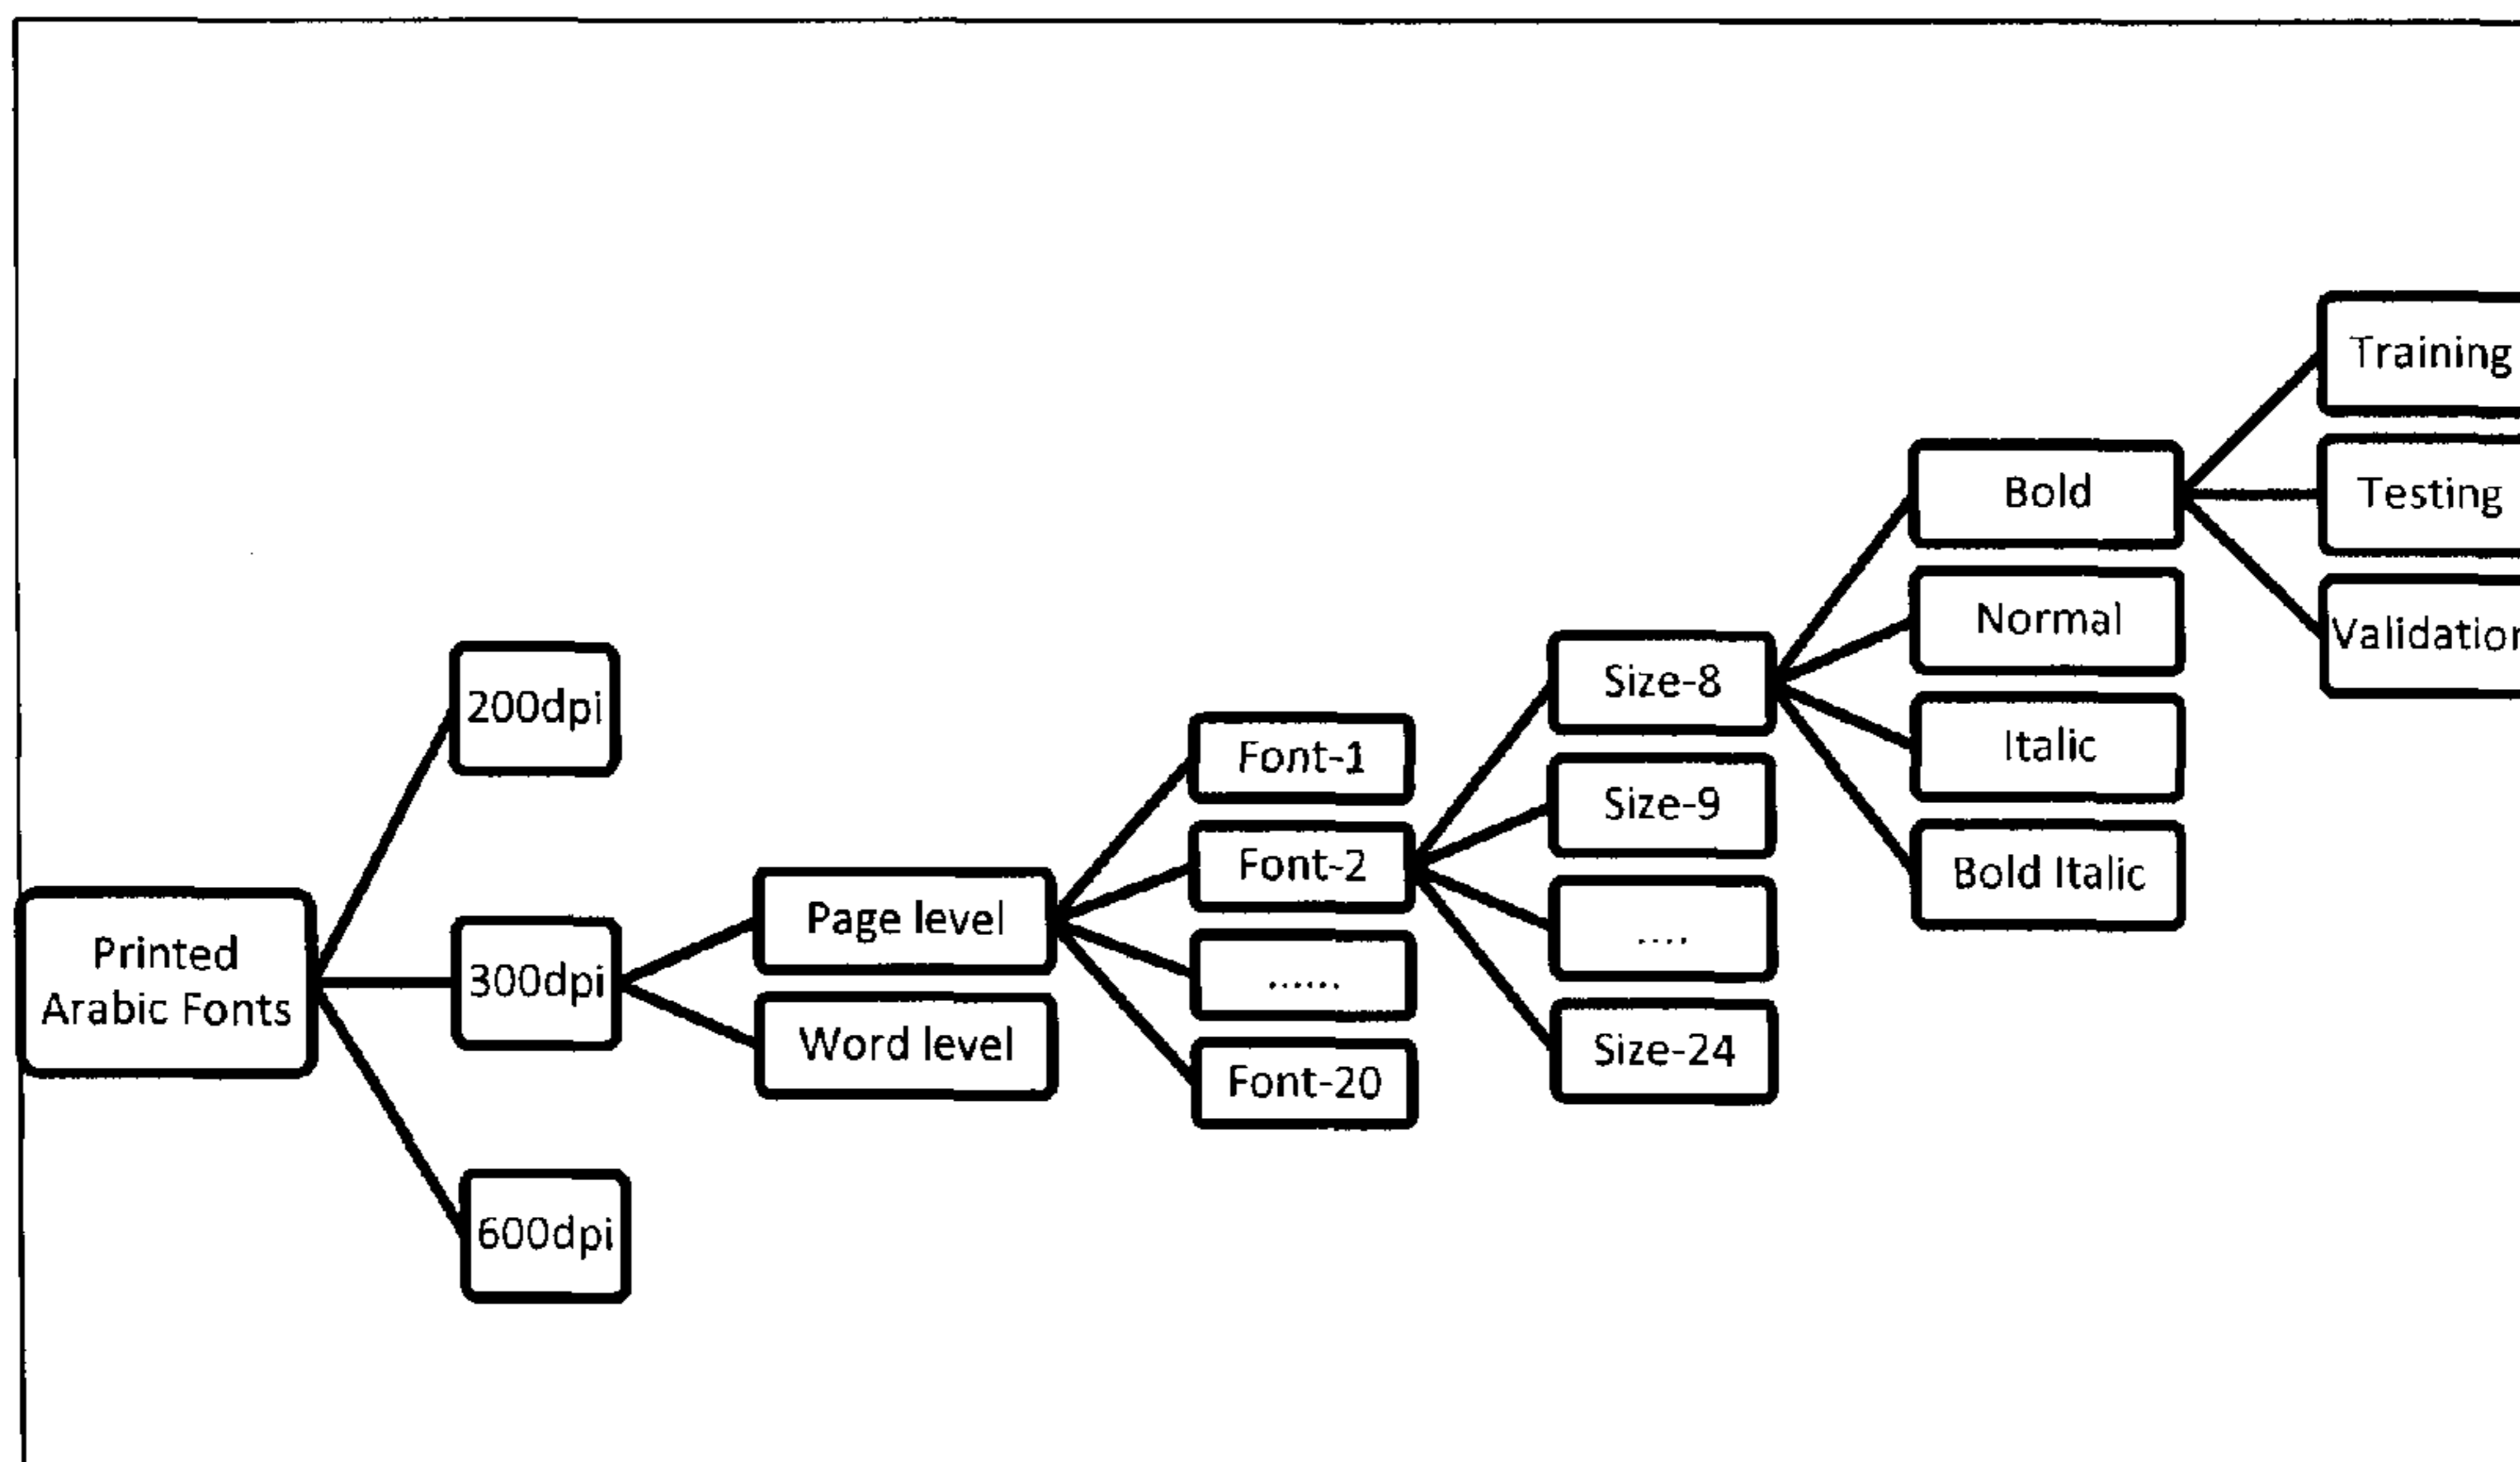 Printed
Arabic Fonts
200dpi
300dpi
600dpi
Page level
Word level
Font-1
Font-2
......
Font-20
Size-8
Size-9
....
Size-24
Bold
Normal
Italic
Bold Italic
Training
Testing
Validation